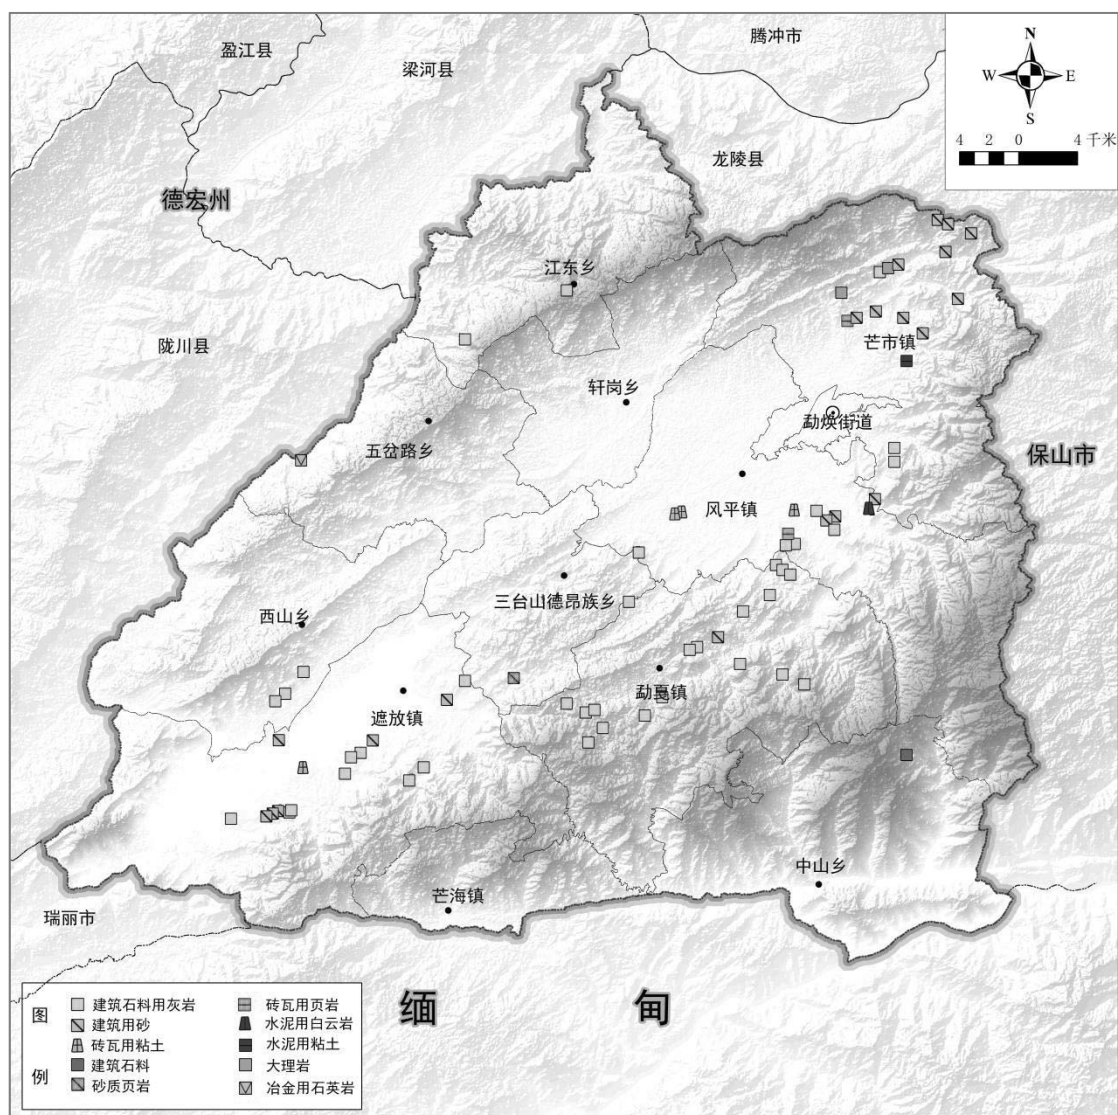 盈江县
腾冲市
梁河县
N
W
E
S
4 2 0 4 千米
龙陵县
德宏州
江东乡
陇川县
芒市镇
轩岗乡
勐焕街道
五岔路乡
保山市
风平镇
三台山德昂族乡
西山乡
勐戛镇
遮放镇
中山乡
芒海镇
瑞丽市
缅甸
图例
建筑石料用灰岩
建筑用砂
砖瓦用粘土
建筑石料
砂质页岩
砖瓦用页岩
水泥用白云岩
水泥用粘土
大理岩
冶金用石英岩